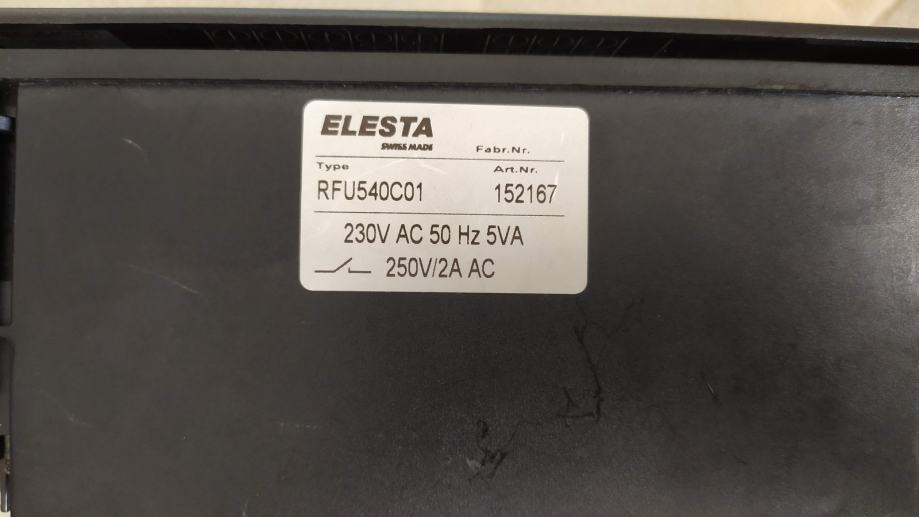 ELESTA
SWISS MADE Fabr.Nr.
Type Art.Nr.
RFU540C01 152167
230V AC 50 Hz 5VA
250V/2A AC